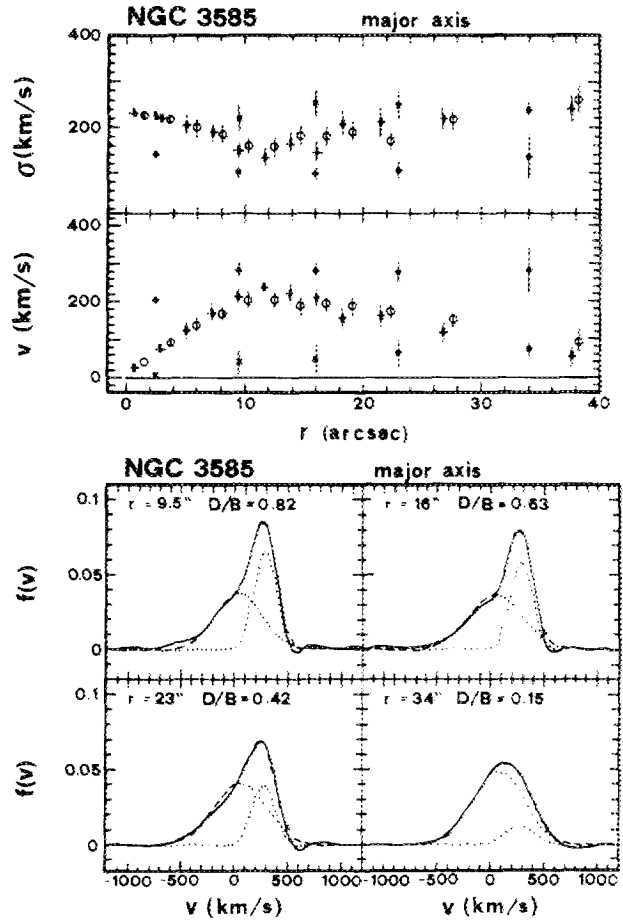 NGC 3585 major axis
400
200
σ(km/s)
400
200
0
v (km/s)
0 10 20 30 40
r (arcsec)
NGC 3585 major axis
0.1
0.05
0
f(v)
r = 9.5" D/B = 0.82
r = 16" D/B = 0.63
0.1
0.05
0
f(v)
r = 23" D/B = 0.42
r = 34" D/B = 0.15
-1000 -500 0 500 1000 -1000 -500 0 500 1000
v (km/s) v (km/s)